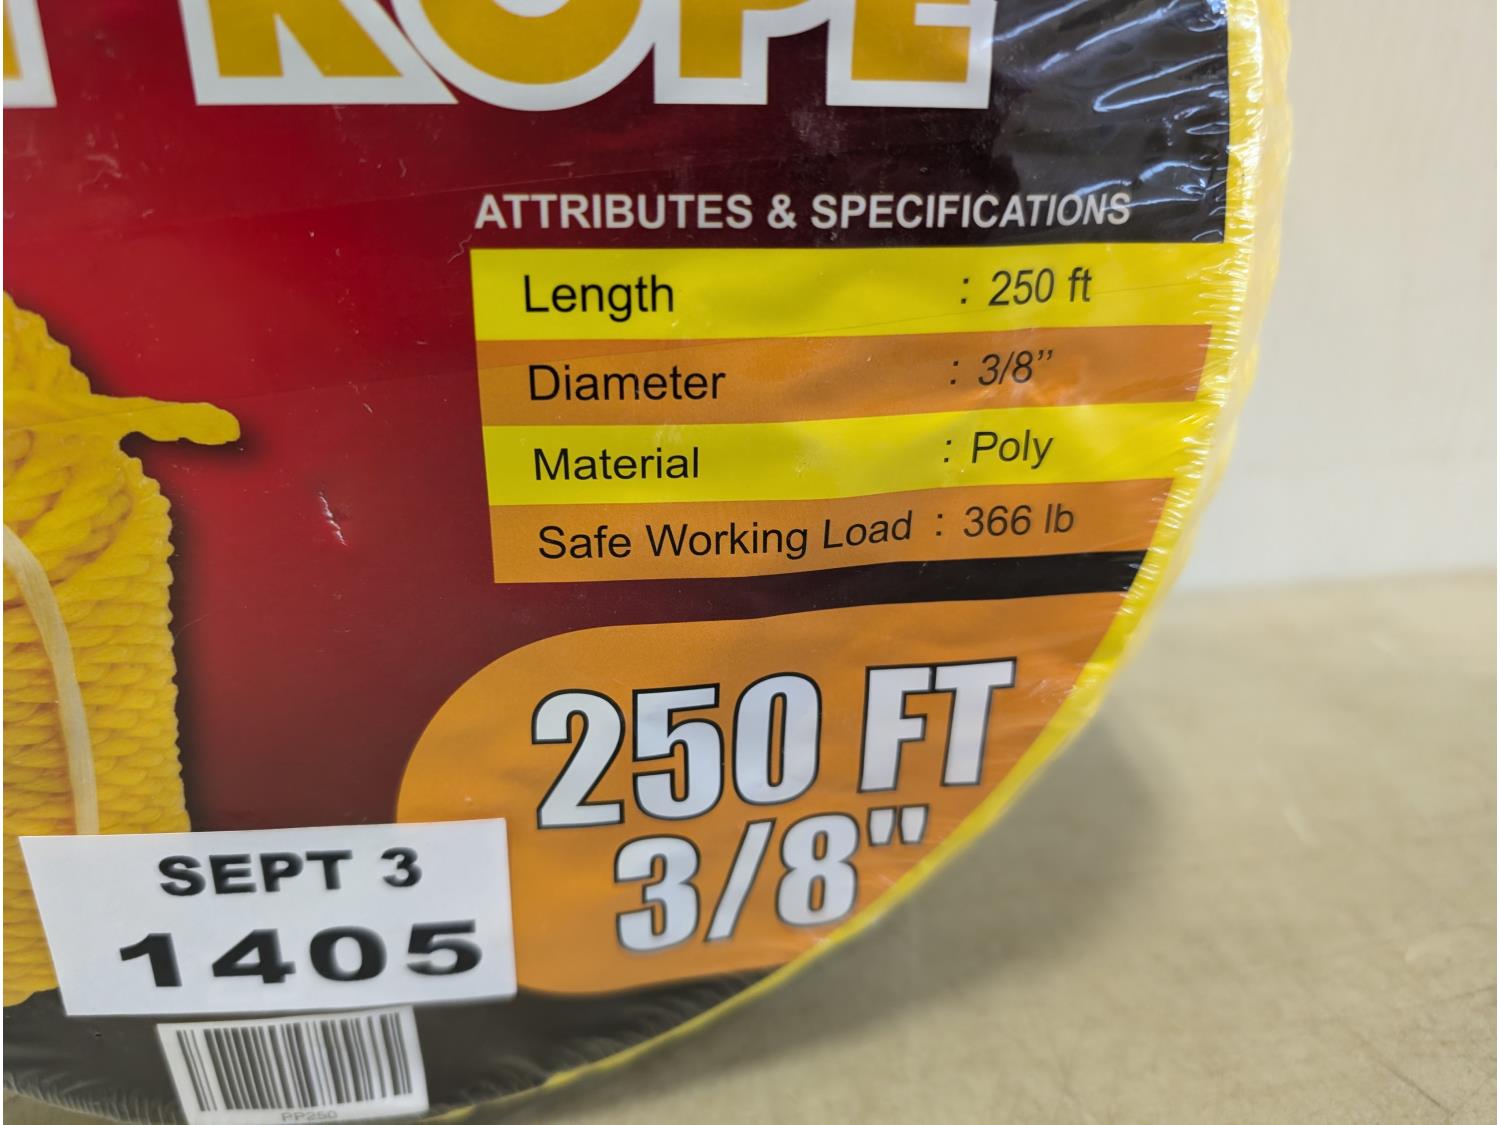 ROPE
ATTRIBUTES & SPECIFICATIONS
Length : 250 ft
Diameter : 3/8”
Material : Poly
Safe Working Load : 366 lb
250 FT
3/8"
SEPT 3
1405
PP250